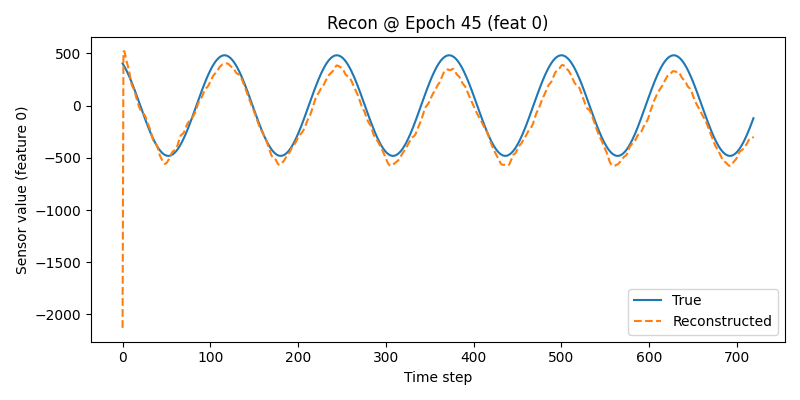 Recon @ Epoch 45 (feat 0)
Sensor value (feature 0)
500
0
−500
−1000
−1500
−2000
0 100 200 300 400 500 600 700
Time step
True
Reconstructed